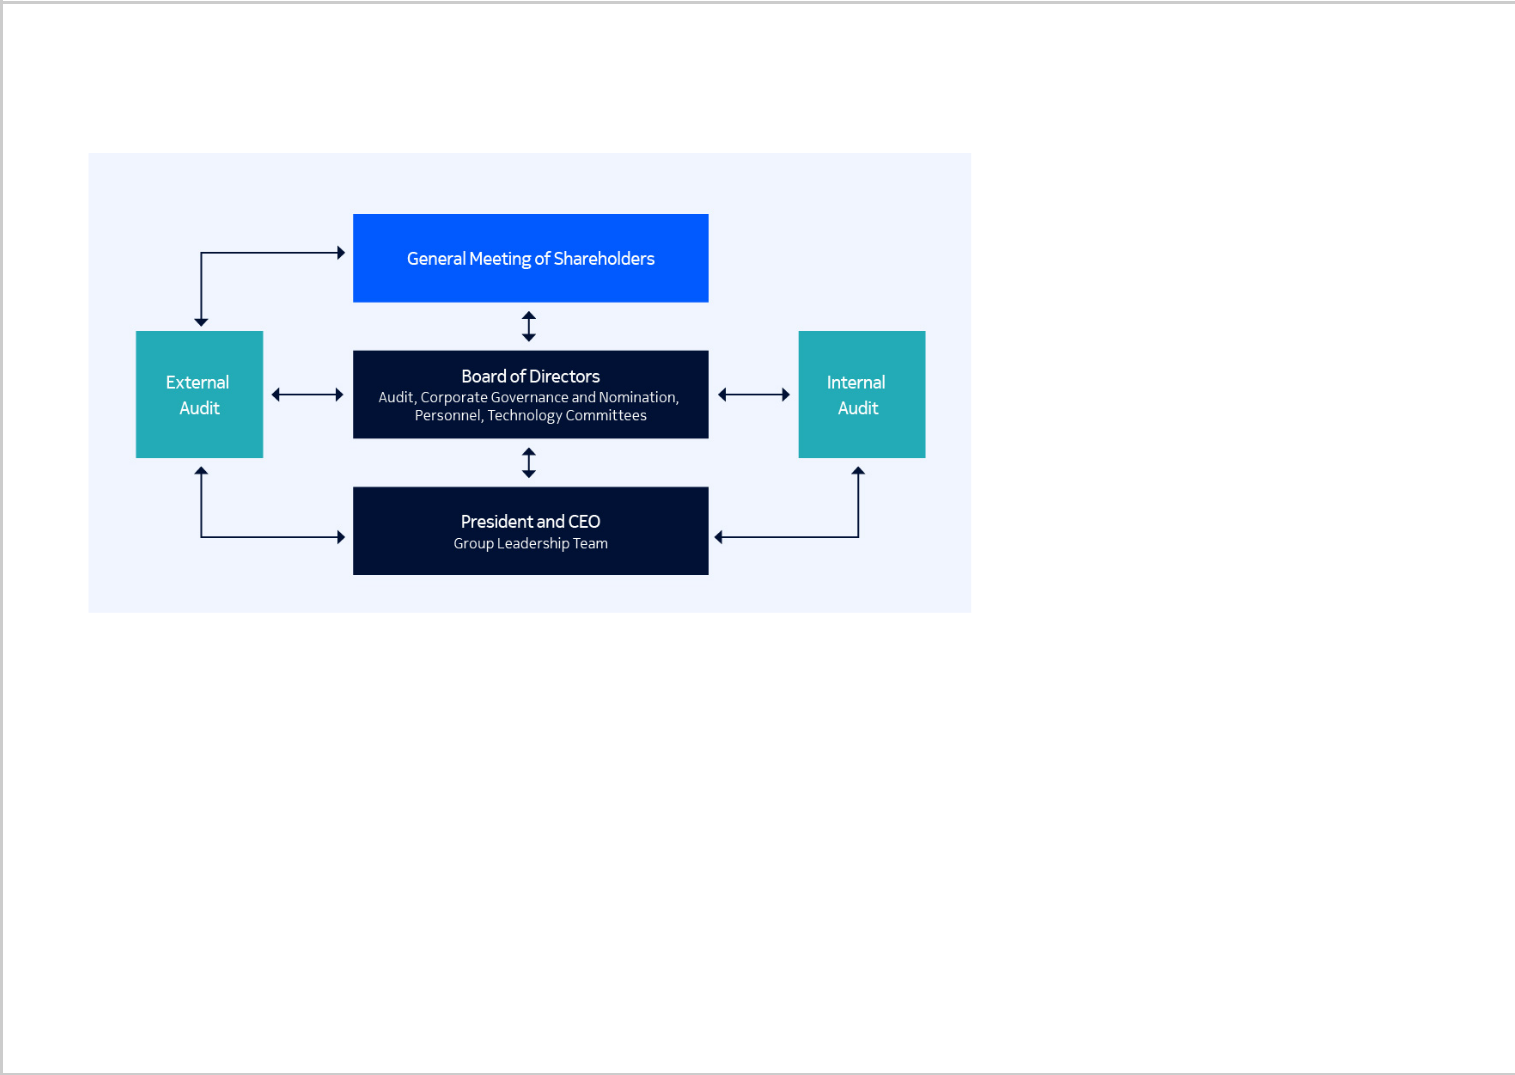 General Meeting of Shareholders
External
Audit
Board of Directors
Audit, Corporate Governance and Nomination,
Personnel, Technology Committees
Internal
Audit
President and CEO
Group Leadership Team